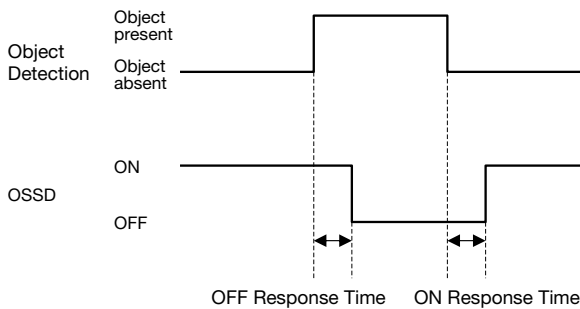 Object
present
Object
Detection
Object
absent
ON
OSSD
OFF
OFF Response Time
ON Response Time